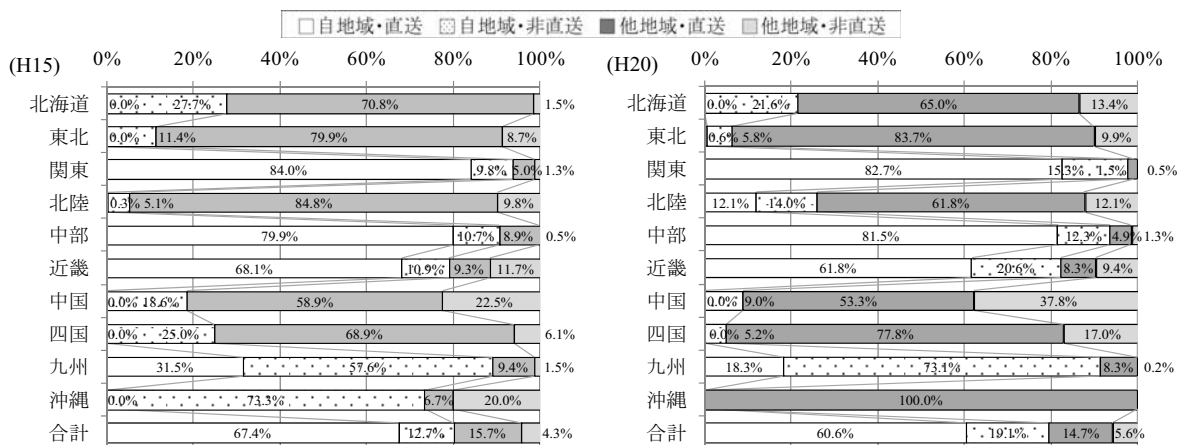 自地域・直送 自地域・非直送 他地域・直送 他地域・非直送
(H15) 0% 20% 40% 60% 80% 100%
北海道 0.0% 27.7% 70.8% 1.5%
東北 0.0% 11.4% 79.9% 8.7%
関東 84.0% 9.8% 5.0% 1.3%
北陸 0.3% 5.1% 84.8% 9.8%
中部 79.9% 10.7% 8.9% 0.5%
近畿 68.1% 10.9% 9.3% 11.7%
中国 0.0% 18.6% 58.9% 22.5%
四国 0.0% 25.0% 68.9% 6.1%
九州 31.5% 57.6% 9.4% 1.5%
沖縄 0.0% 73.3% 6.7% 20.0%
合計 67.4% 12.7% 15.7% 4.3%
(H20) 0% 20% 40% 60% 80% 100%
北海道 0.0% 21.6% 65.0% 13.4%
東北 0.6% 5.8% 83.7% 9.9%
関東 82.7% 15.3% 1.5% 0.5%
北陸 12.1% 14.0% 61.8% 12.1%
中部 81.5% 12.3% 4.9% 1.3%
近畿 61.8% 20.6% 8.3% 9.4%
中国 0.0% 9.0% 53.3% 37.8%
四国 0.0% 5.2% 77.8% 17.0%
九州 18.3% 73.1% 8.3% 0.2%
沖縄 100.0%
合計 60.6% 19.1% 14.7% 5.6%